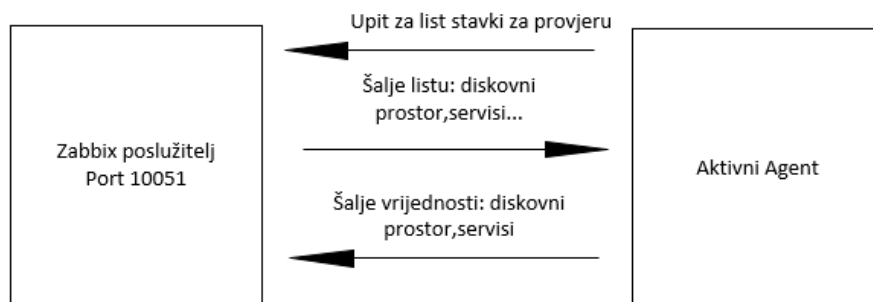 Upit za list stavki za provjeru
Šalje listu: diskovni
prostor,servisi...
Zabbix poslužitelj
Port 10051
Aktivni Agent
Šalje vrijednosti: diskovni
prostor,servisi